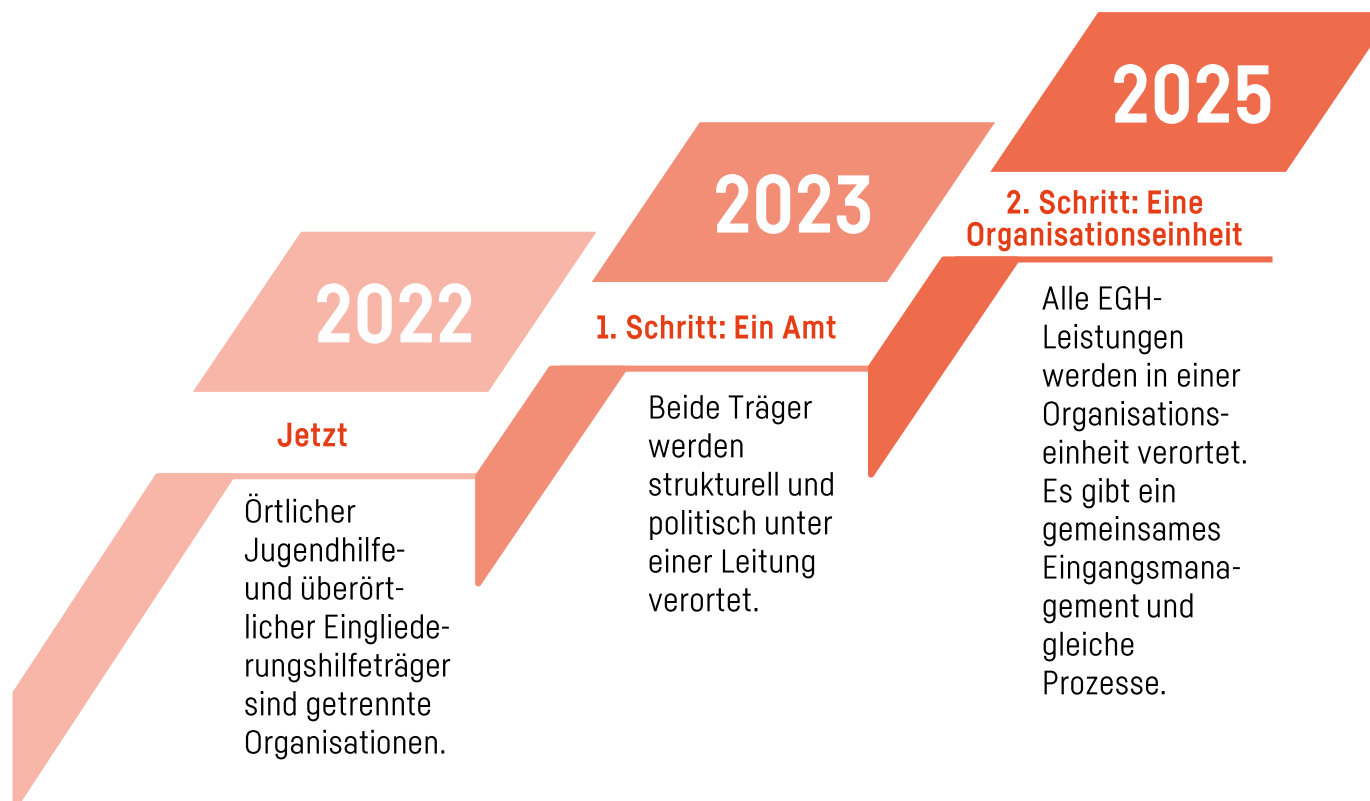 2022
Jetzt
Örtlicher
Jugendhilfe-
und überört-
licher Eingliede-
rungshilfeträger
sind getrennte
Organisationen.
2023
1. Schritt: Ein Amt
Beide Träger
werden
strukturell und
politisch unter
einer Leitung
verortet.
2025
2. Schritt: Eine
Organisationseinheit
Alle EGH-
Leistungen
werden in einer
Organisations-
einheit verortet.
Es gibt ein
gemeinsames
Eingangsmana-
gement und
gleiche
Prozesse.